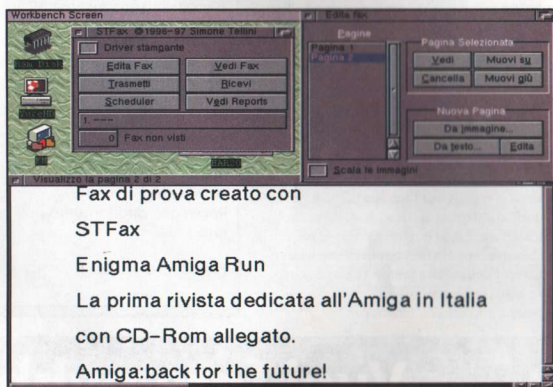 Workbench Screen
STFax ©1996-97 Simone Tellini
Driver stampante
Edita Fax
Vedi Fax
Trasmetti
Ricevi
Scheduler
Vedi Reports
1. ---
0 Fax non visti
Ram Disk
Edita fax
Pagine
Pagina 1
Pagina 2
Pagina Selezionata
Vedi
Muovi su
Cancella
Muovi giù
Nuova Pagina
Da immagine...
Da testo...
Edita
Scala le immagini
Visualizzo la pagina 2 di 2
Fax di prova creato con
STFax
Enigma Amiga Run
La prima rivista dedicata all'Amiga in Italia
con CD-Rom allegato.
Amiga:back for the future!